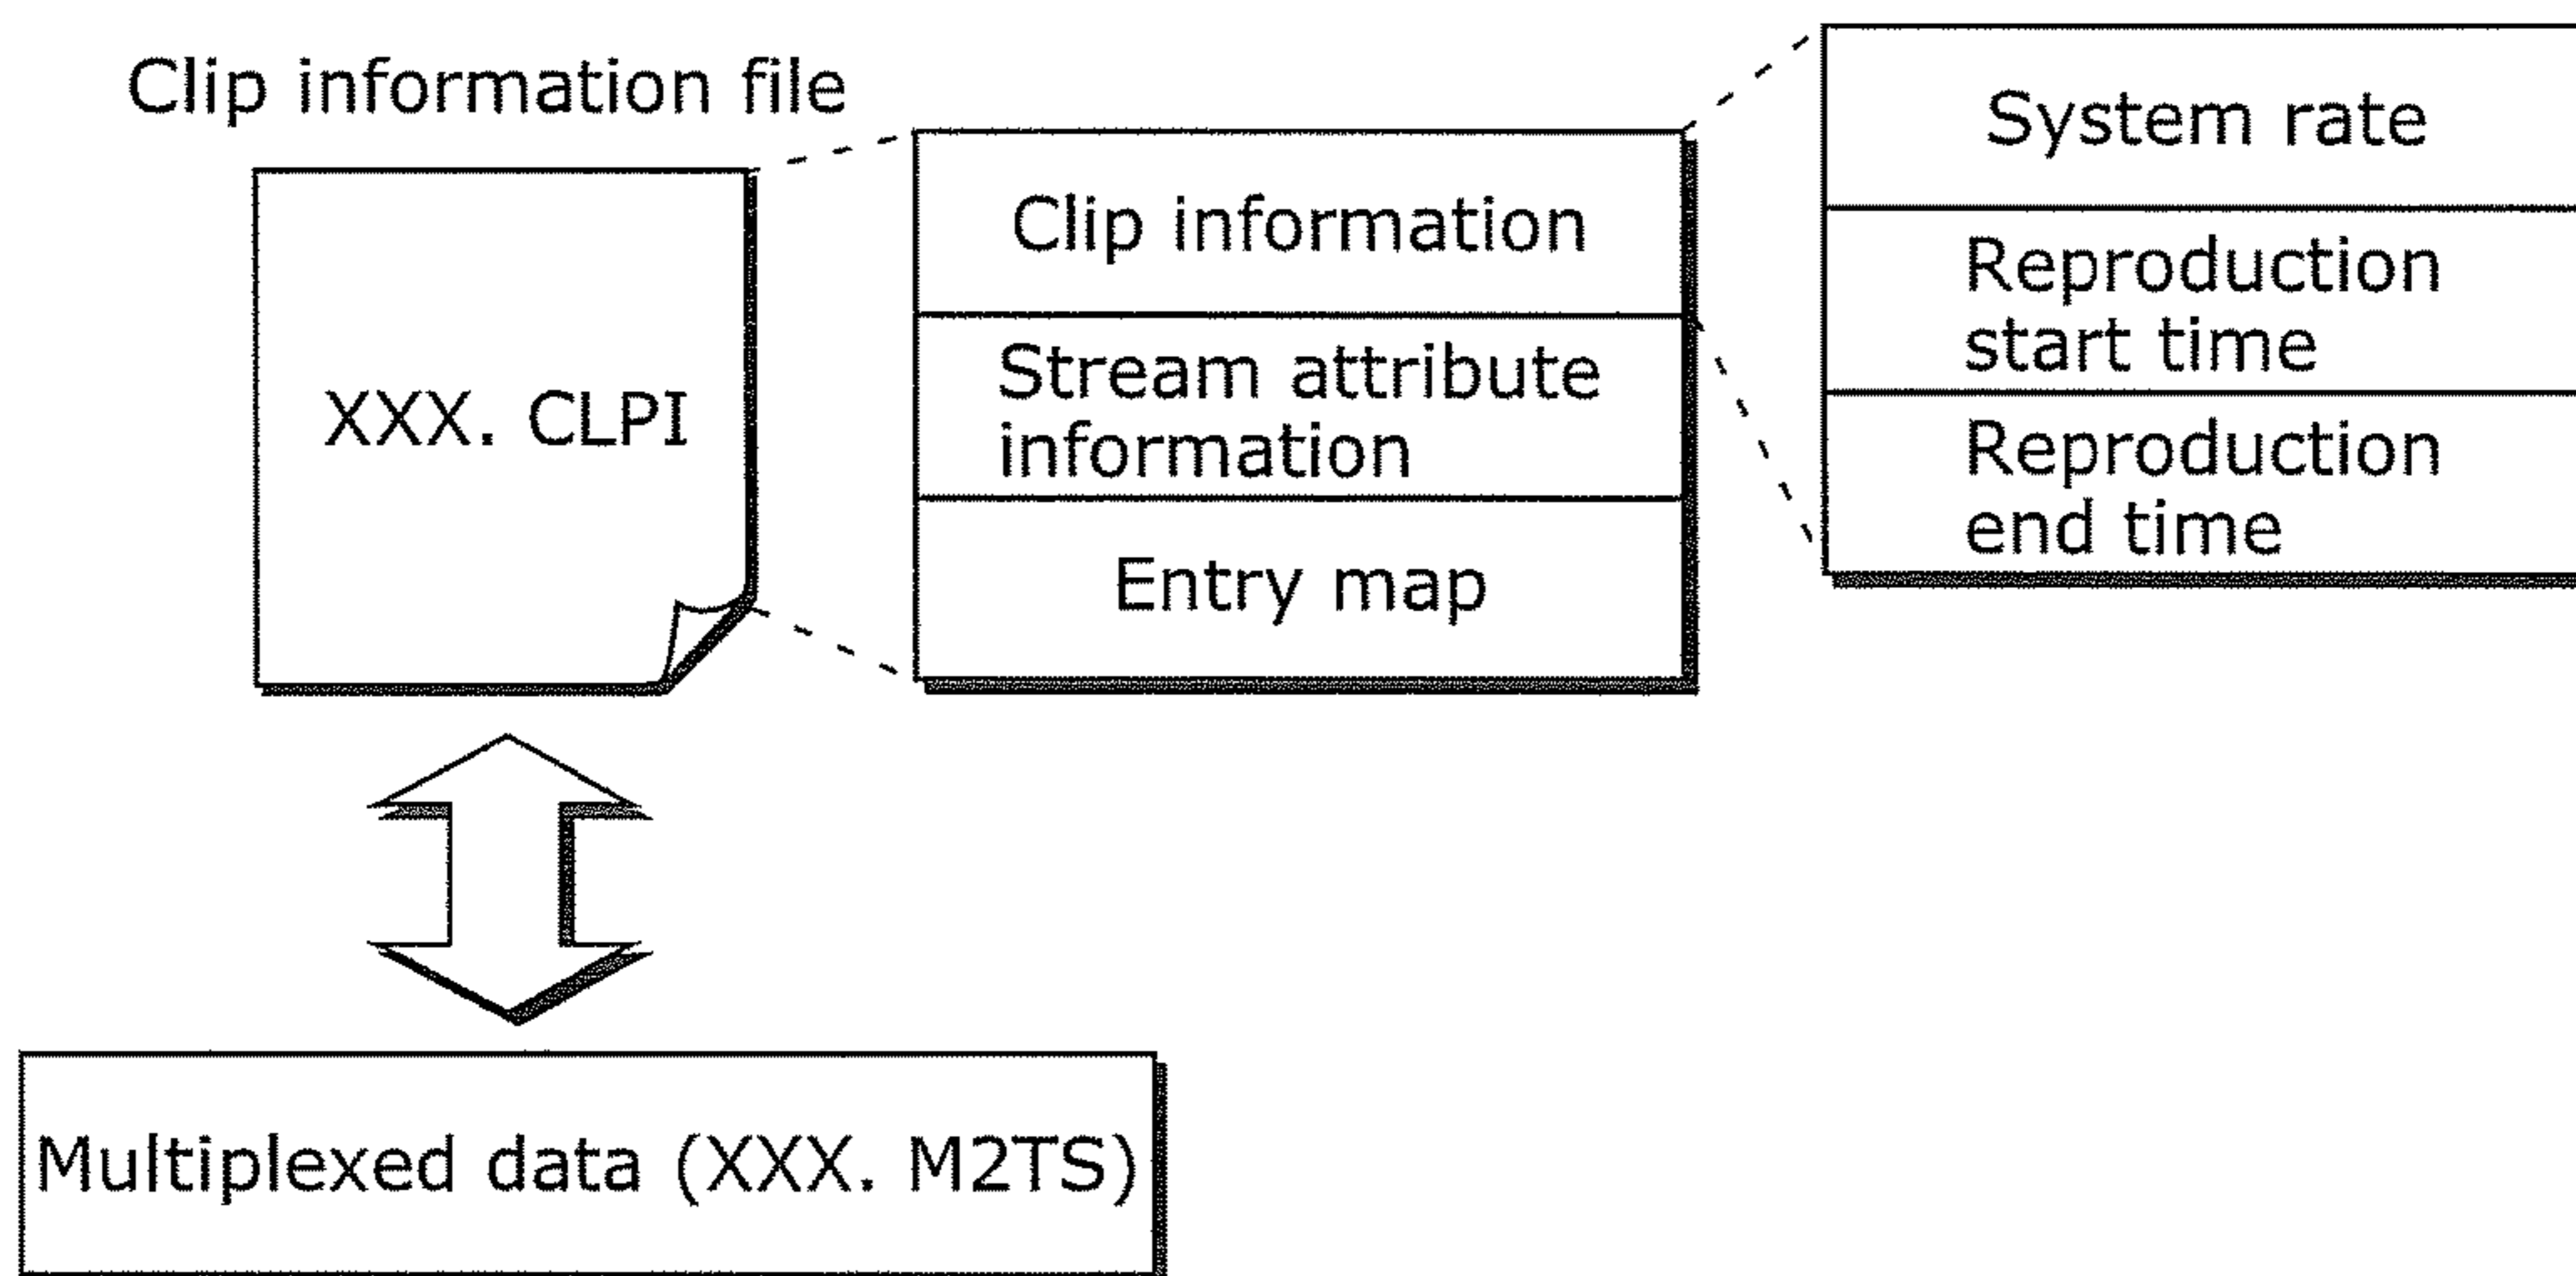 Clip information file
XXX. CLPI
Clip information
Stream attribute
information
Entry map
System rate
Reproduction
start time
Reproduction
end time
Multiplexed data (XXX. M2TS)